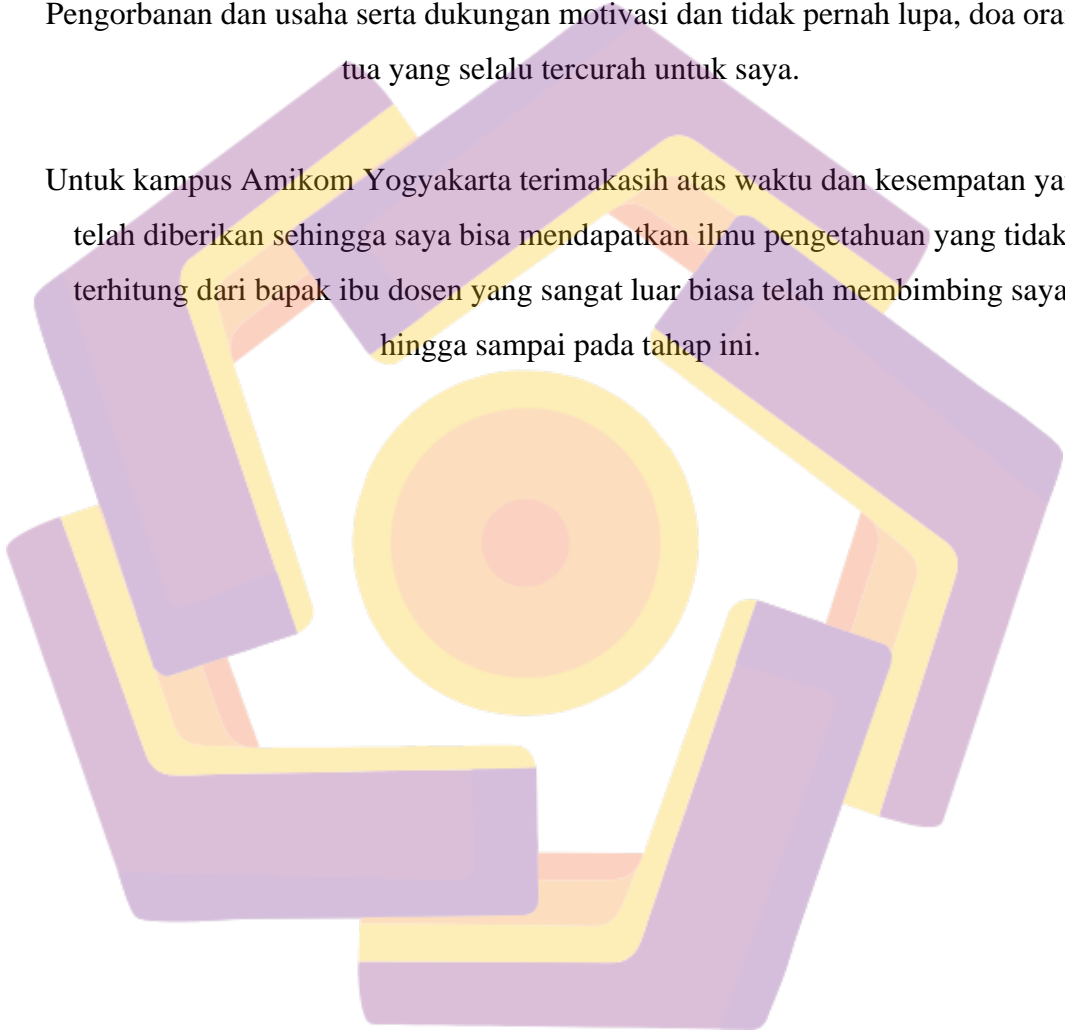 Pengorbanan dan usaha serta dukungan motivasi dan tidak pernah lupa, doa
tua yang selalu tercurah untuk saya.
Untuk kampus Amikom Yogyakarta terimakasih atas waktu dan kesempatan
telah diberikan sehingga saya bisa mendapatkan ilmu pengetahuan yang tidak
terhitung dari bapak ibu dosen yang sangat luar biasa telah membimbing saya
hingga sampai pada tahap ini.